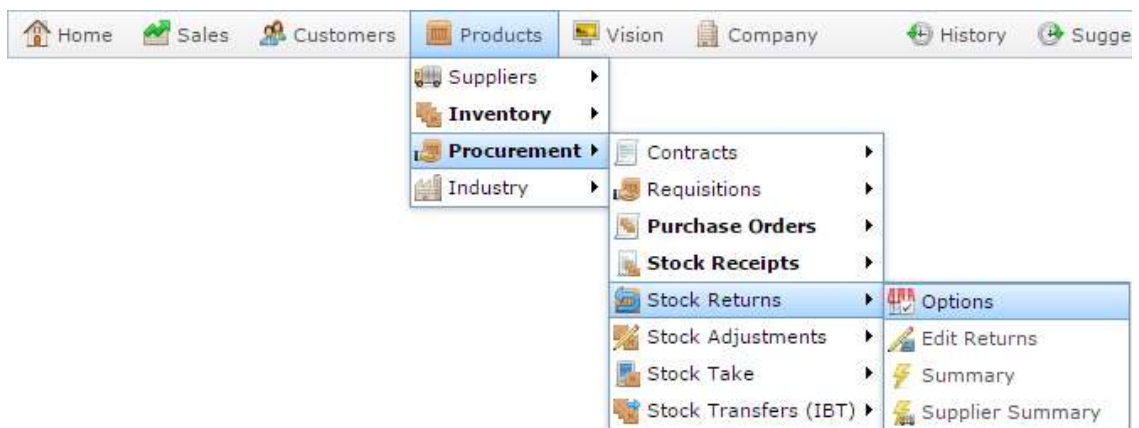 Home Sales Customers Products Vision Company History Sugge
Suppliers
Inventory
Procurement
Industry
Contracts
Requisitions
Purchase Orders
Stock Receipts
Stock Returns
Stock Adjustments
Stock Take
Stock Transfers (IBT)
Options
Edit Returns
Summary
Supplier Summary